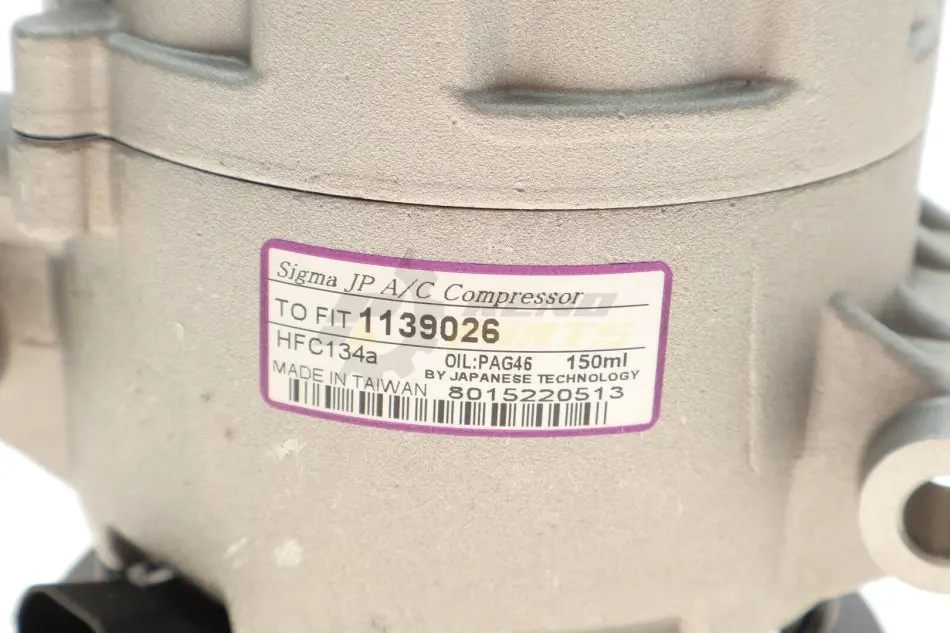 Sigma JP A/C Compressor
TO FIT 1139026
HFC134a OIL:PAG46 150ml
BY JAPANESE TECHNOLOGY
MADE IN TAIWAN 8015220513